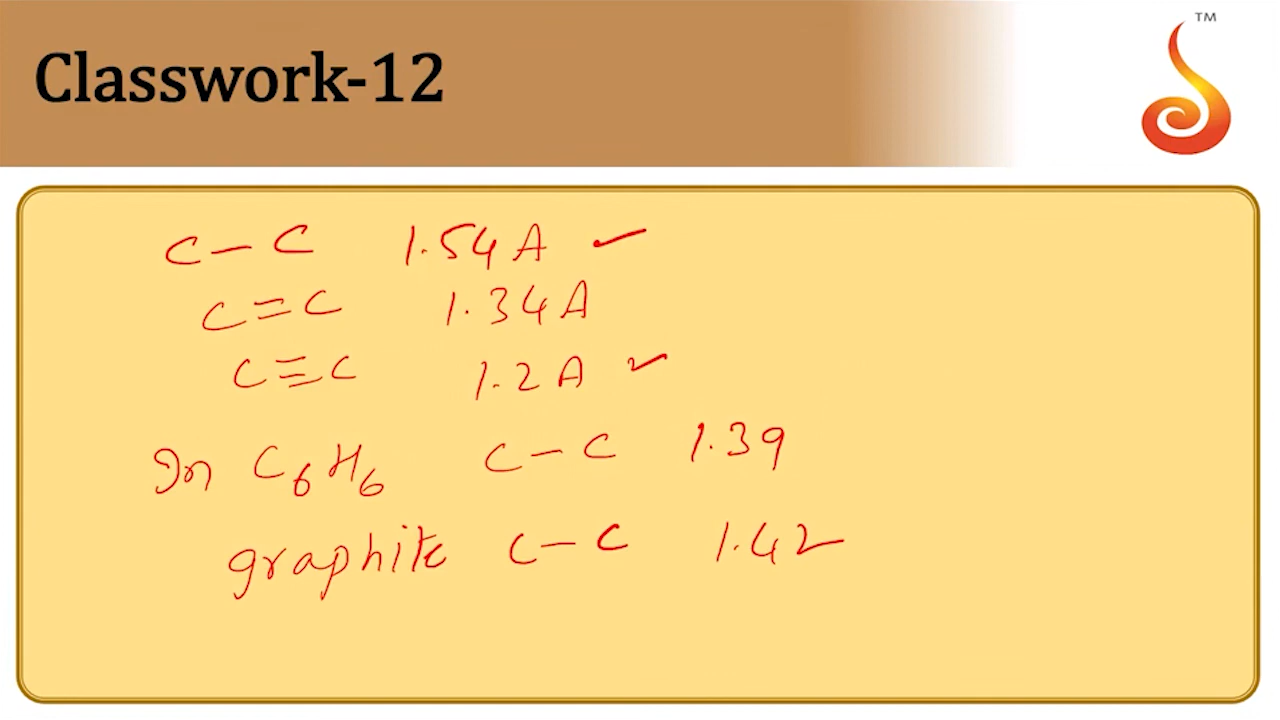 TM
Classwork-12
C-C 1.54A ✓
C=C 1.34A
C≡C 1.2A ✓
In C₆H₆ C-C 1.39
graphite C-C 1.42